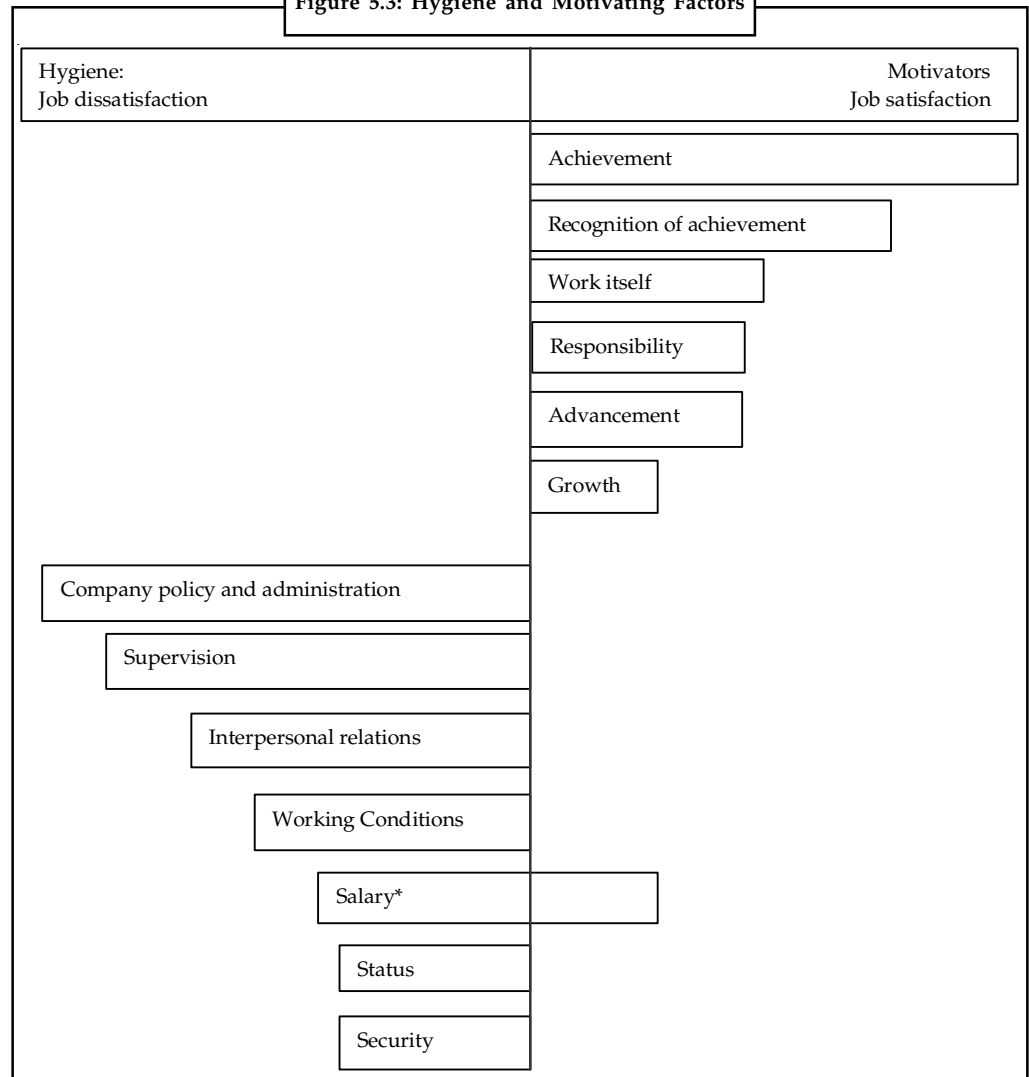 Figure 5.3: Hygiene and Motivating Factors
Hygiene:
Job dissatisfaction
Motivators
Job satisfaction
Achievement
Recognition of achievement
Work itself
Responsibility
Advancement
Growth
Company policy and administration
Supervision
Interpersonal relations
Working Conditions
Salary*
Status
Security